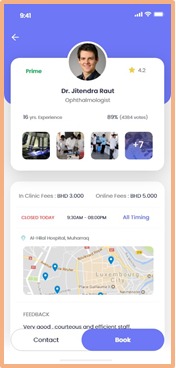 9:41
Prime
4.2
Dr. Jitendra Raut
Ophthalmologist
16 yrs. Experience
89% (4384 votes)
+7
In Clinic Fees : BHD 3.000
Online Fees : BHD 5.000
CLOSED TODAY
9:30AM - 08:00PM
All Timing
Al-Hilal Hospital, Muharraq
Luxembourg
City
FEEDBACK
Very good , courteous and efficient staff
Contact
Book